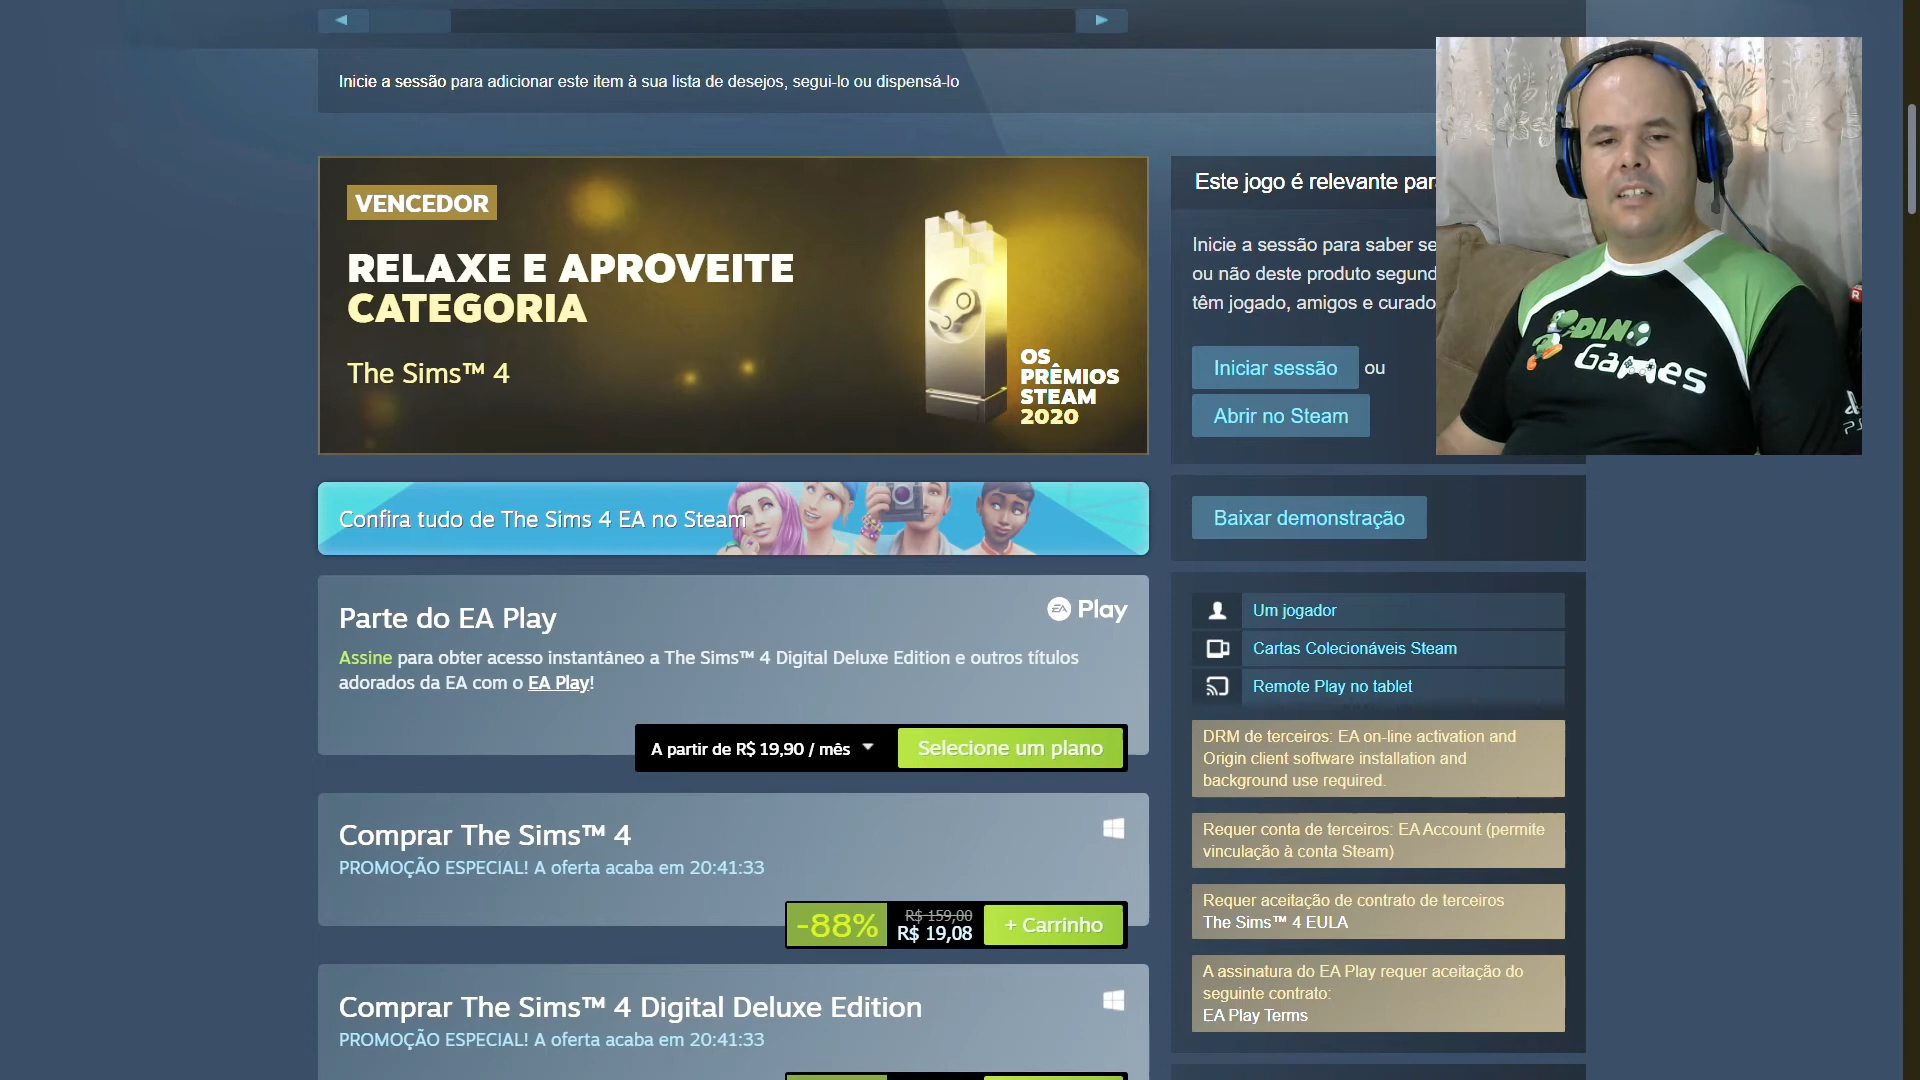 Inicie a sessão para adicionar este item à sua lista de desejos, segui-lo ou dispensá-lo
VENCEDOR
RELAXE E APROVEITE
CATEGORIA
The Sims™ 4
OS
PRÊMIOS
STEAM
2020
Confira tudo de The Sims 4 EA no Steam
Parte do EA Play
EA Play
Assine para obter acesso instantâneo a The Sims™ 4 Digital Deluxe Edition e outros títulos
adorados da EA com o EA Play!
A partir de R$ 19,90 / mês
Selecione um plano
Comprar The Sims™ 4
PROMOÇÃO ESPECIAL! A oferta acaba em 20:41:33
-88%
R$ 159,00
R$ 19,08
+ Carrinho
Comprar The Sims™ 4 Digital Deluxe Edition
PROMOÇÃO ESPECIAL! A oferta acaba em 20:41:33
Este jogo é relevante
Inicie a sessão para saber se
ou não deste produto
têm jogado, amigos e
Iniciar sessão ou
Abrir no Steam
Baixar demonstração
Um jogador
Cartas Colecionáveis Steam
Remote Play no tablet
DRM de terceiros: EA on-line activation and
Origin client software installation and
background use required.
Requer conta de terceiros: EA Account (permite
vinculação à conta Steam)
Requer aceitação de contrato de terceiros
The Sims™ 4 EULA
A assinatura do EA Play requer aceitação do
seguinte contrato:
EA Play Terms
DINO
GAMES